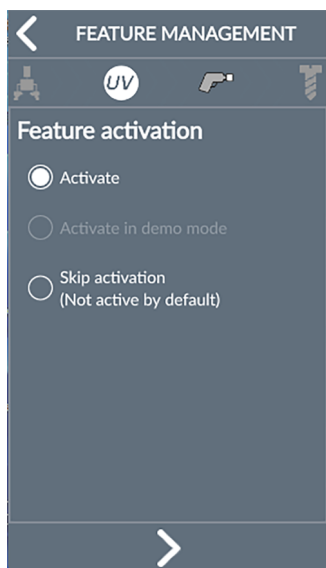 FEATURE MANAGEMENT
UV
Feature activation
Activate
Activate in demo mode
Skip activation
(Not active by default)